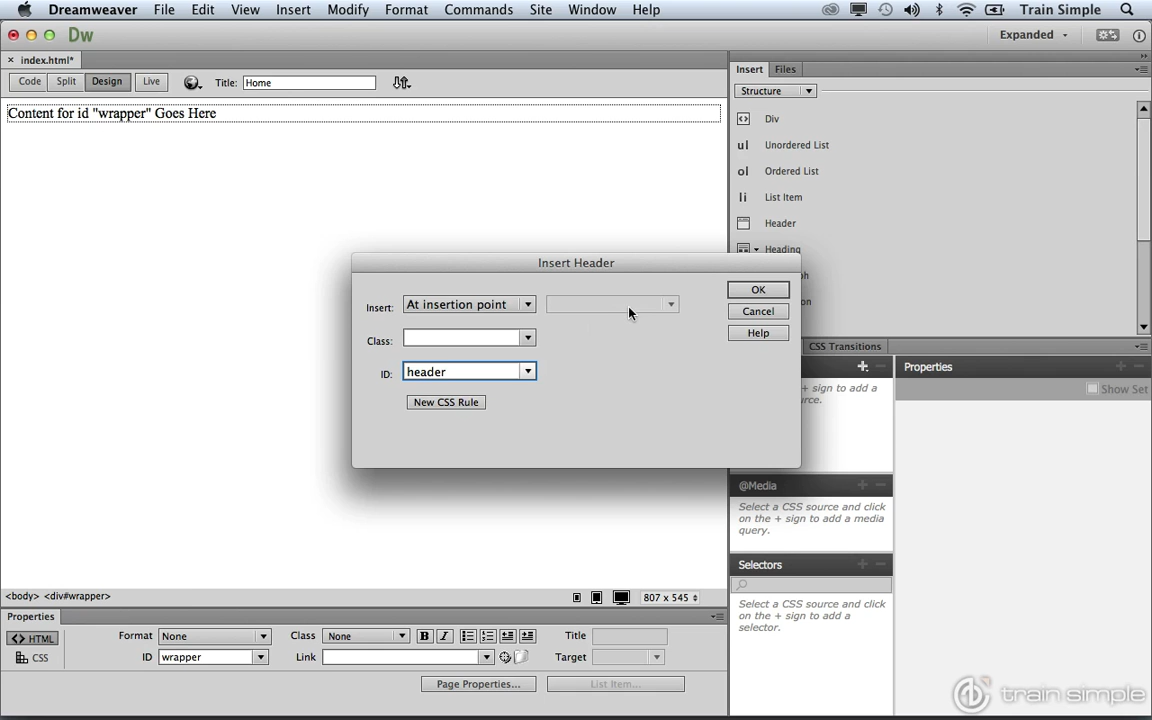 Dreamweaver File Edit View Insert Modify Format Commands Site Window Help Train Simple
Dw Expanded
× index.html*
Code Split Design Live Title: Home
Content for id "wrapper" Goes Here
Insert Files
Structure
Div
ul Unordered List
ol Ordered List
li List Item
Header
Heading
Insert Header
Insert: At insertion point
OK
Class:
Cancel
Help
ID: header
New CSS Rule
CSS Transitions
Properties
+ sign to add a
Show Set
@Media
Select a CSS source and click
on the + sign to add a media
query.
Selectors
Select a CSS source and click
on the + sign to add a
selector.
<body> <div#wrapper>
807 x 545
Properties
<> HTML
CSS
Format None Class None B I Title
ID wrapper Link Target
Page Properties... List Item...
train simple